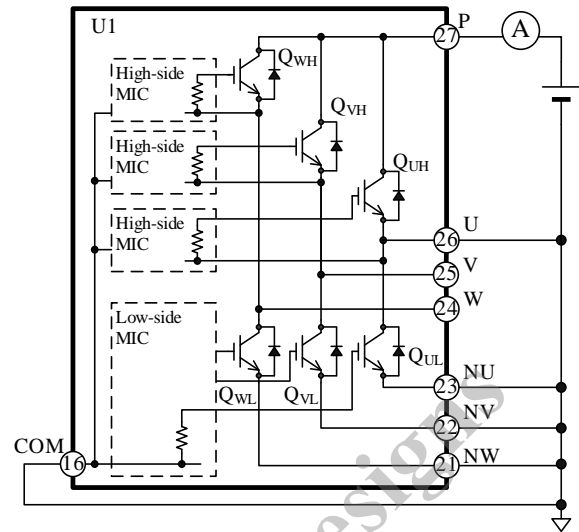 U1
P
27
A
QWH
High-side
MIC
QVH
High-side
MIC
QUH
High-side
MIC
U
26
V
25
W
24
Low-side
MIC
QWL
QVL
QUL
NU
23
NV
22
NW
21
COM
16
esigns